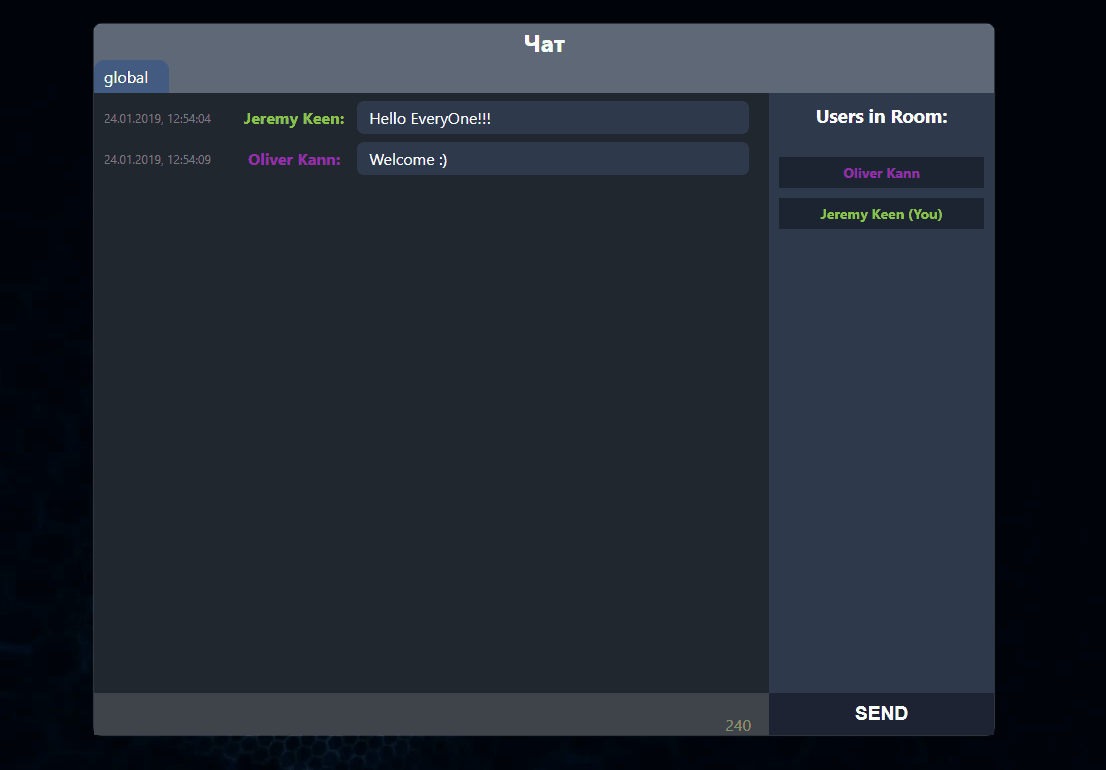 Чат
global
24.01.2019, 12:54:04 Jeremy Keen: Hello EveryOne!!!
24.01.2019, 12:54:09 Oliver Kann: Welcome :)
Users in Room:
Oliver Kann
Jeremy Keen (You)
240
SEND